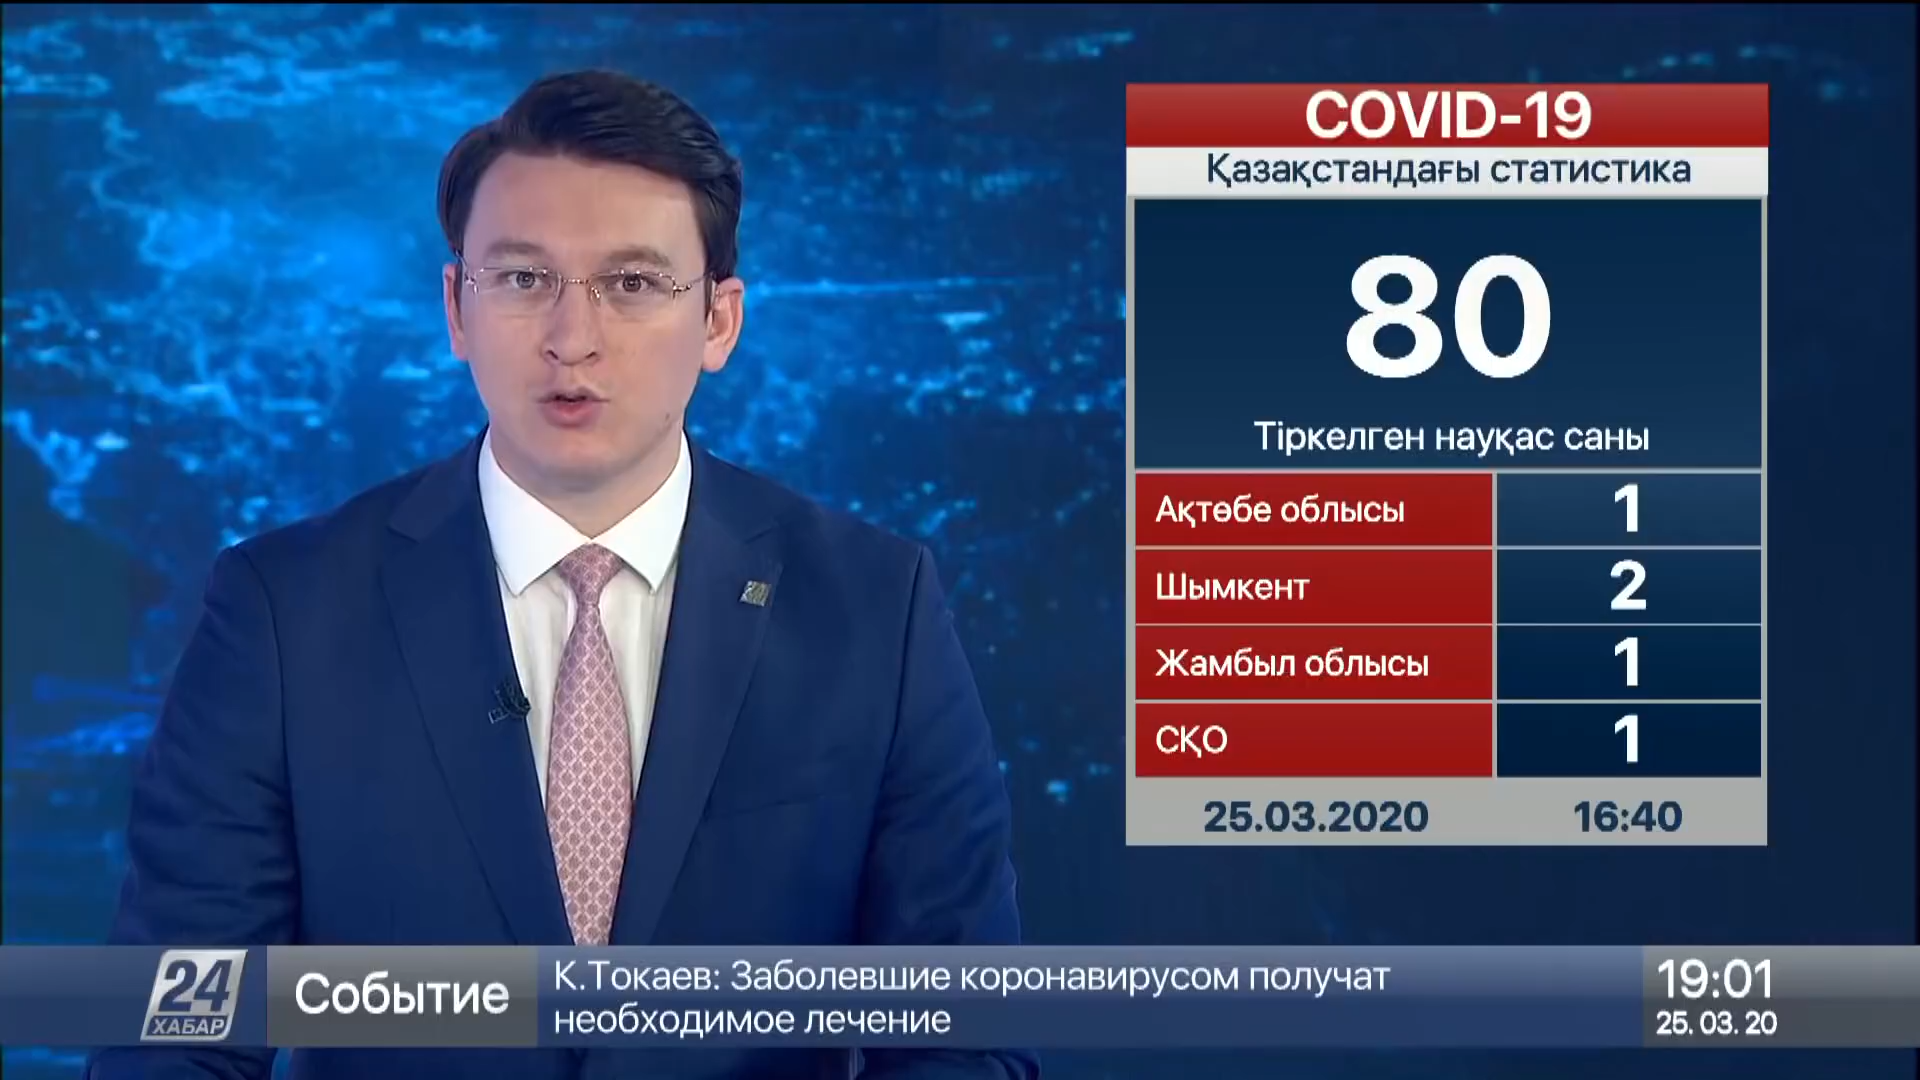 COVID-19
Қазақстандағы статистика
80
Тіркелген науқас саны
Ақтөбе облысы 1
Шымкент 2
Жамбыл облысы 1
СҚО 1
25.03.2020 16:40
24
ХАБАР
Событие
К.Токаев: Заболевшие коронавирусом получат
необходимое лечение
19:01
25. 03. 20